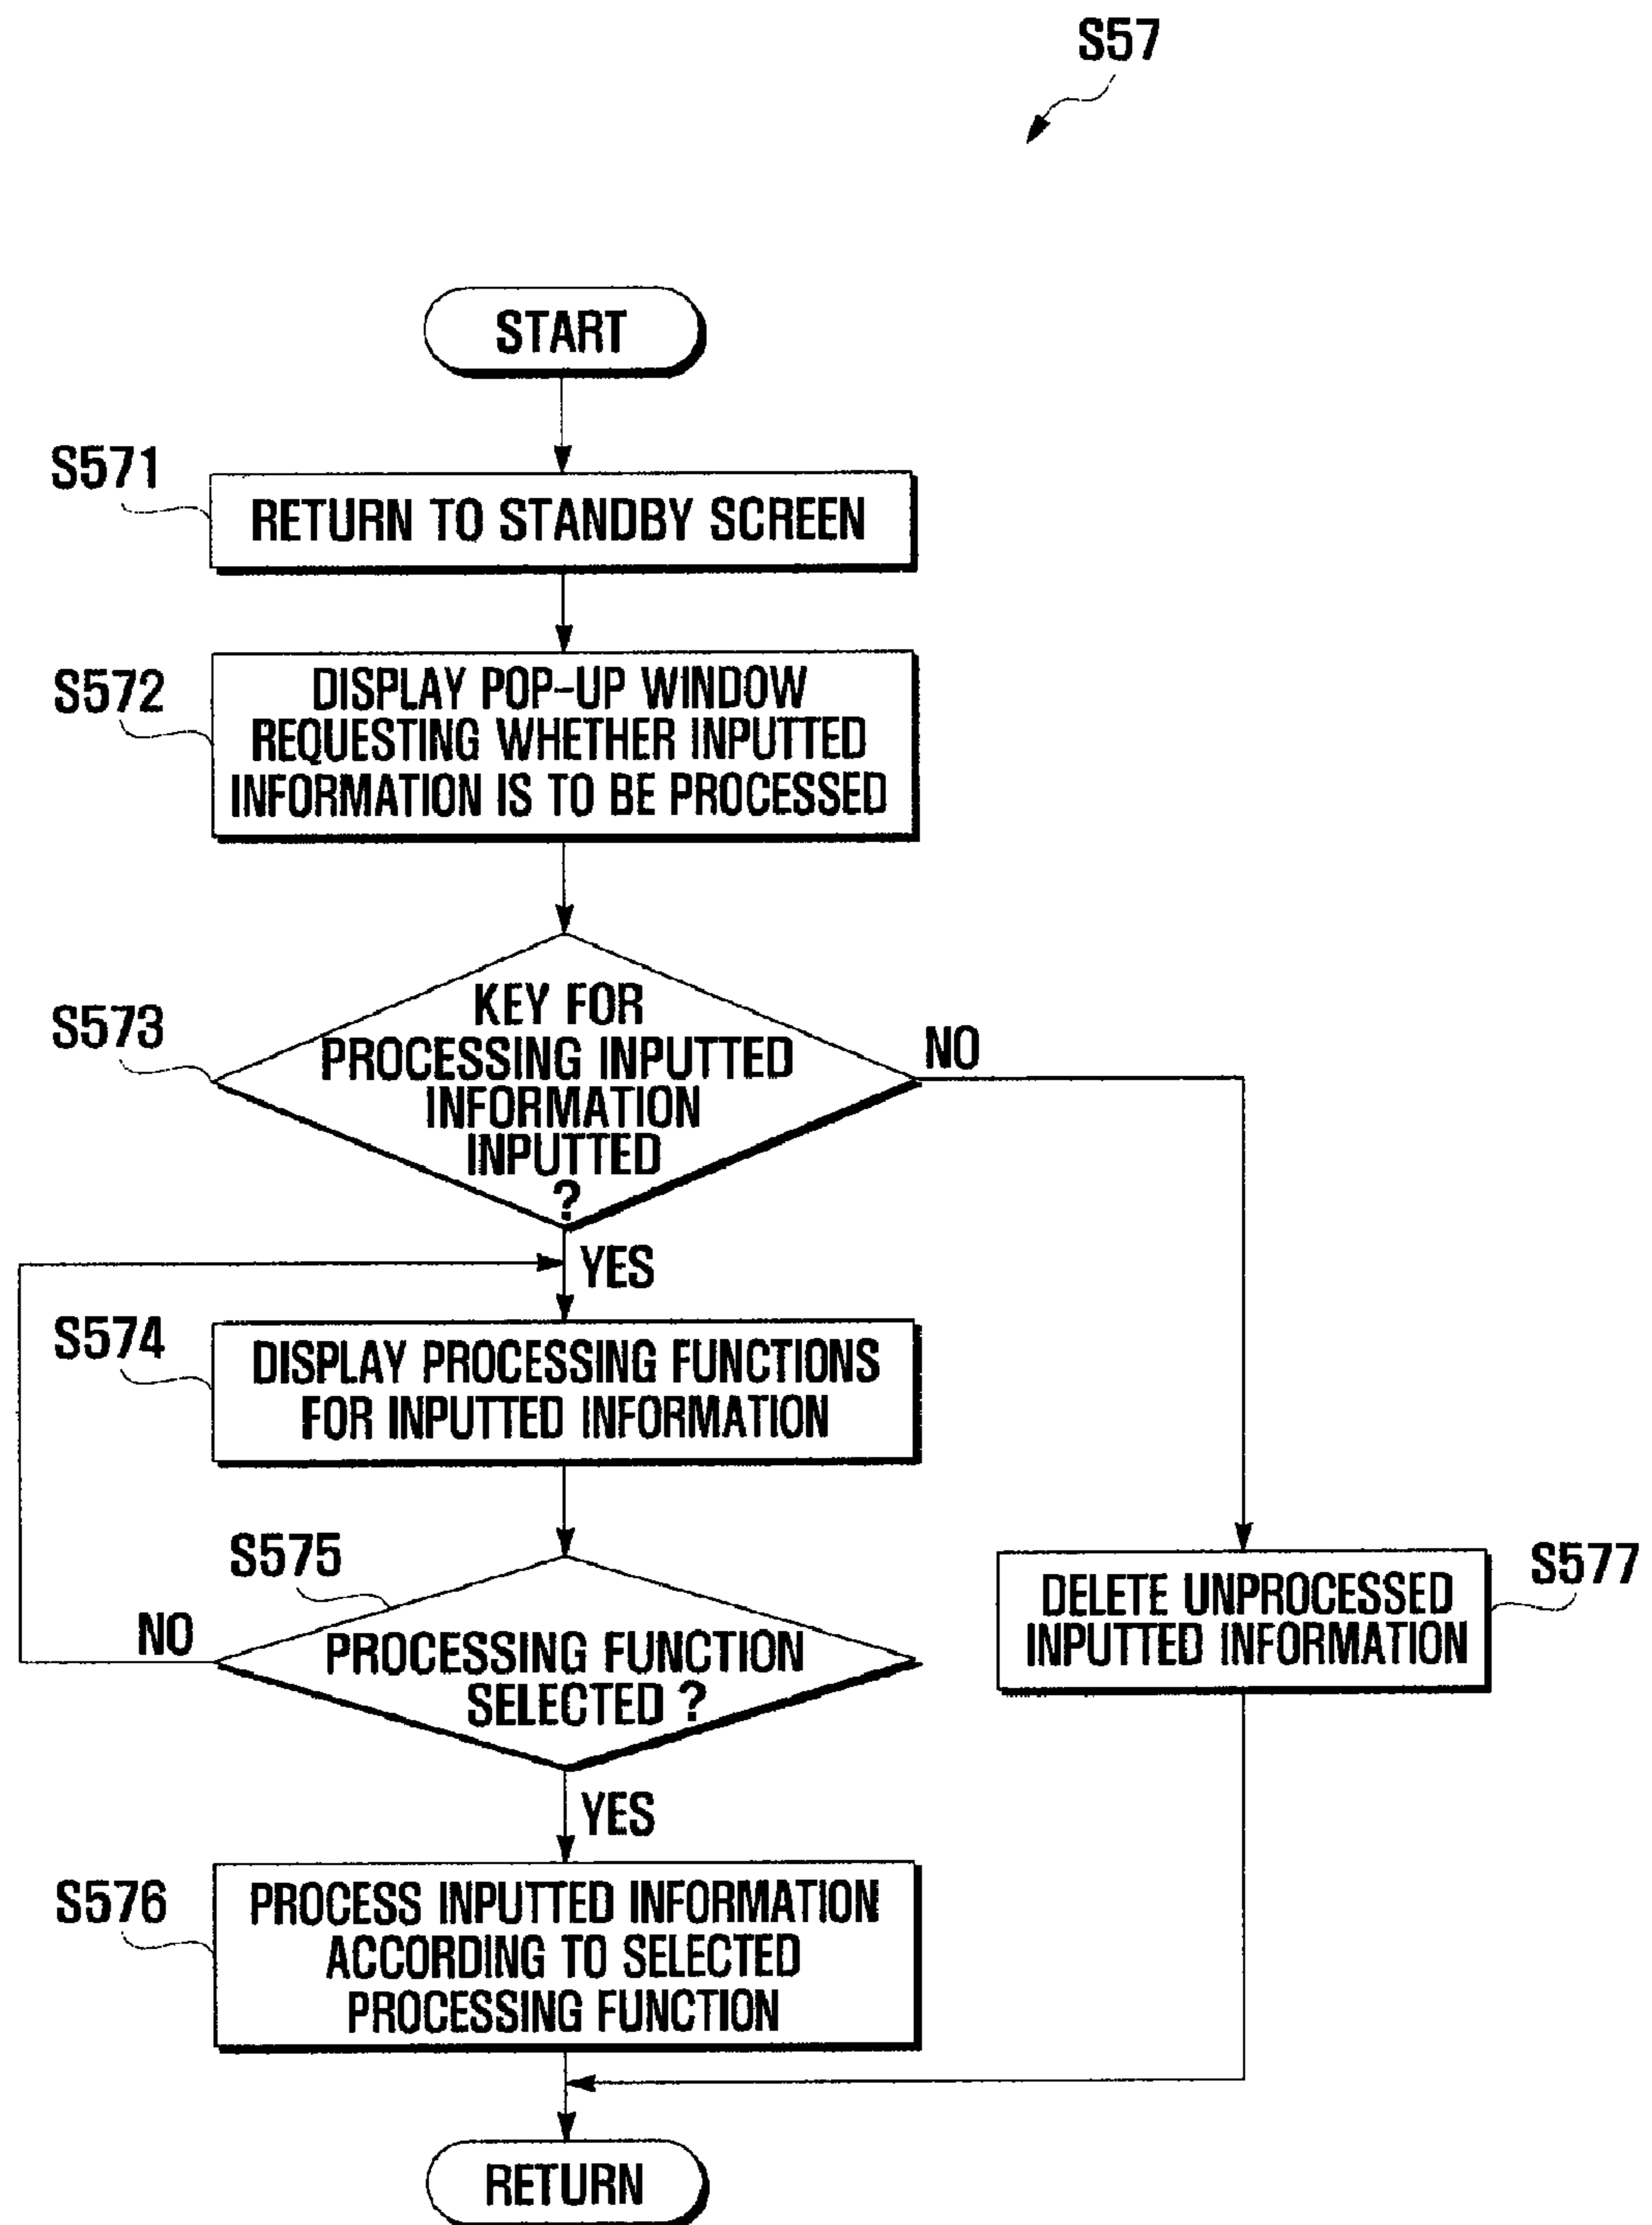 S57
START
S571
RETURN TO STANDBY SCREEN
S572
DISPLAY POP-UP WINDOW
REQUESTING WHETHER INPUTTED
INFORMATION IS TO BE PROCESSED
S573
KEY FOR
PROCESSING INPUTTED
INFORMATION
INPUTTED
?
NO
YES
S574
DISPLAY PROCESSING FUNCTIONS
FOR INPUTTED INFORMATION
S575
NO
PROCESSING FUNCTION
SELECTED ?
DELETE UNPROCESSED
INPUTTED INFORMATION
S577
YES
S576
PROCESS INPUTTED INFORMATION
ACCORDING TO SELECTED
PROCESSING FUNCTION
RETURN